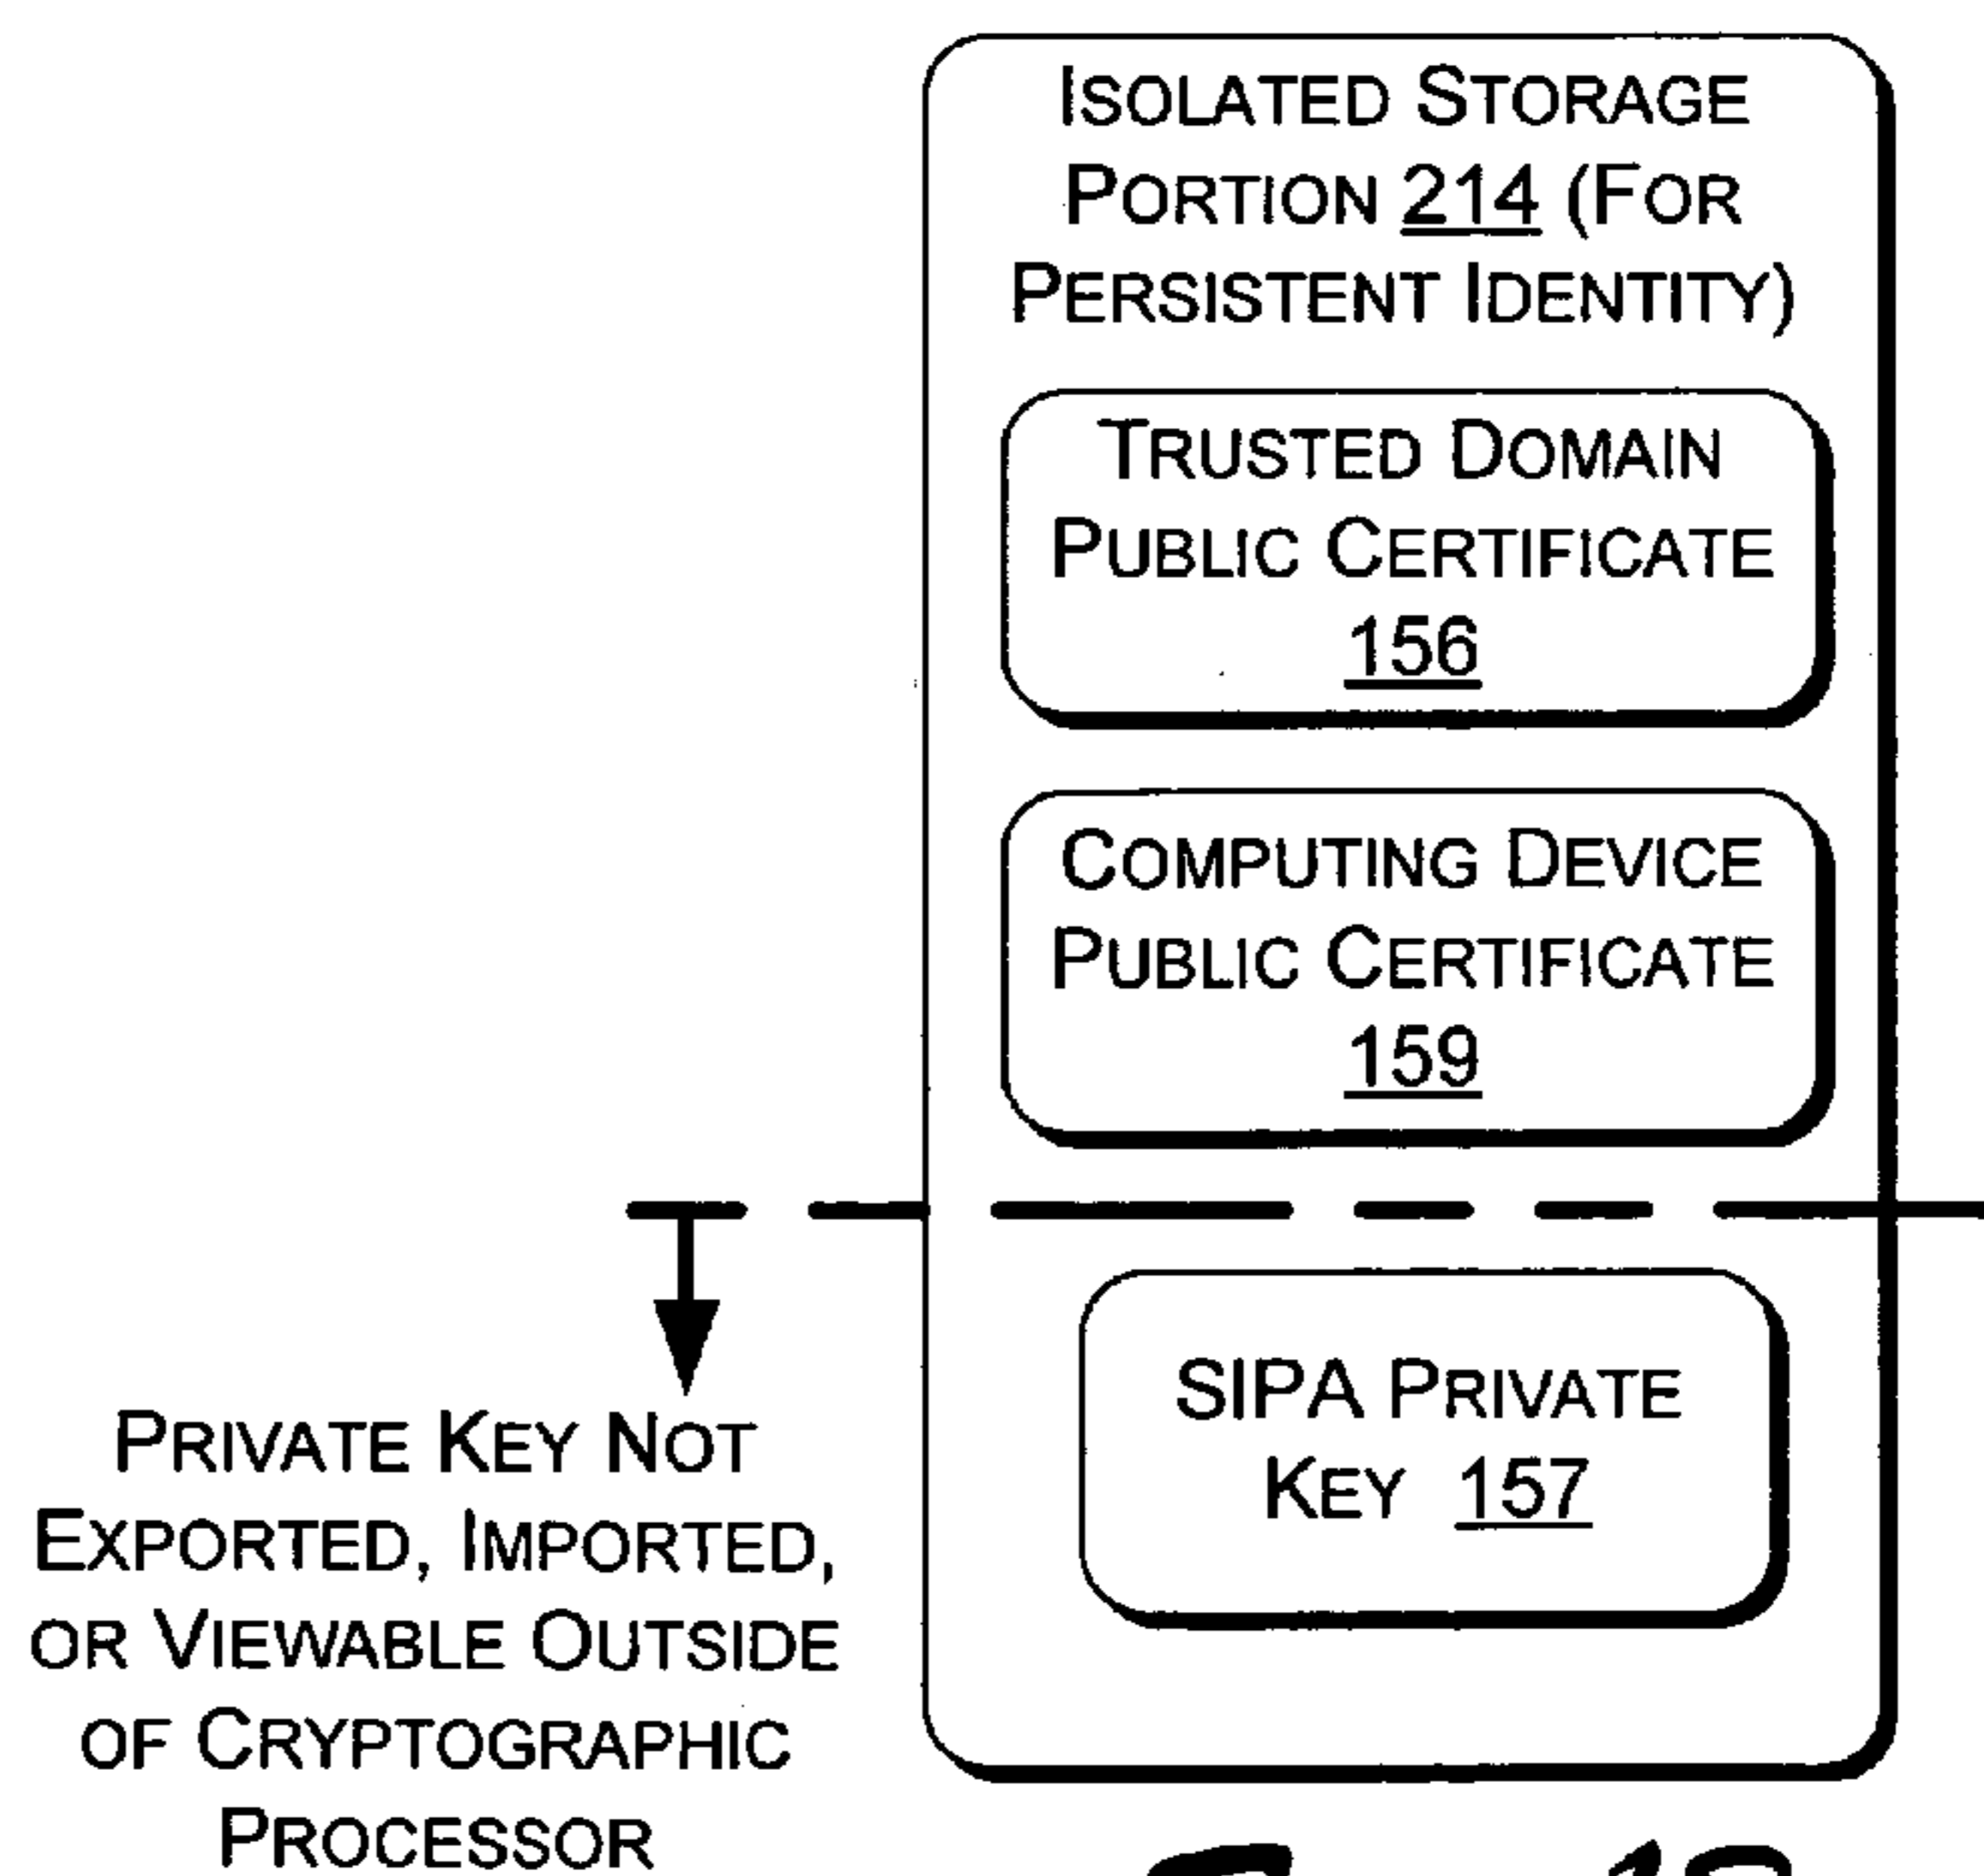 ISOLATED STORAGE
PORTION 214 (FOR
PERSISTENT IDENTITY)
TRUSTED DOMAIN
PUBLIC CERTIFICATE
156
COMPUTING DEVICE
PUBLIC CERTIFICATE
159
SIPA PRIVATE
KEY 157
PRIVATE KEY NOT
EXPORTED, IMPORTED,
OR VIEWABLE OUTSIDE
OF CRYPTOGRAPHIC
PROCESSOR